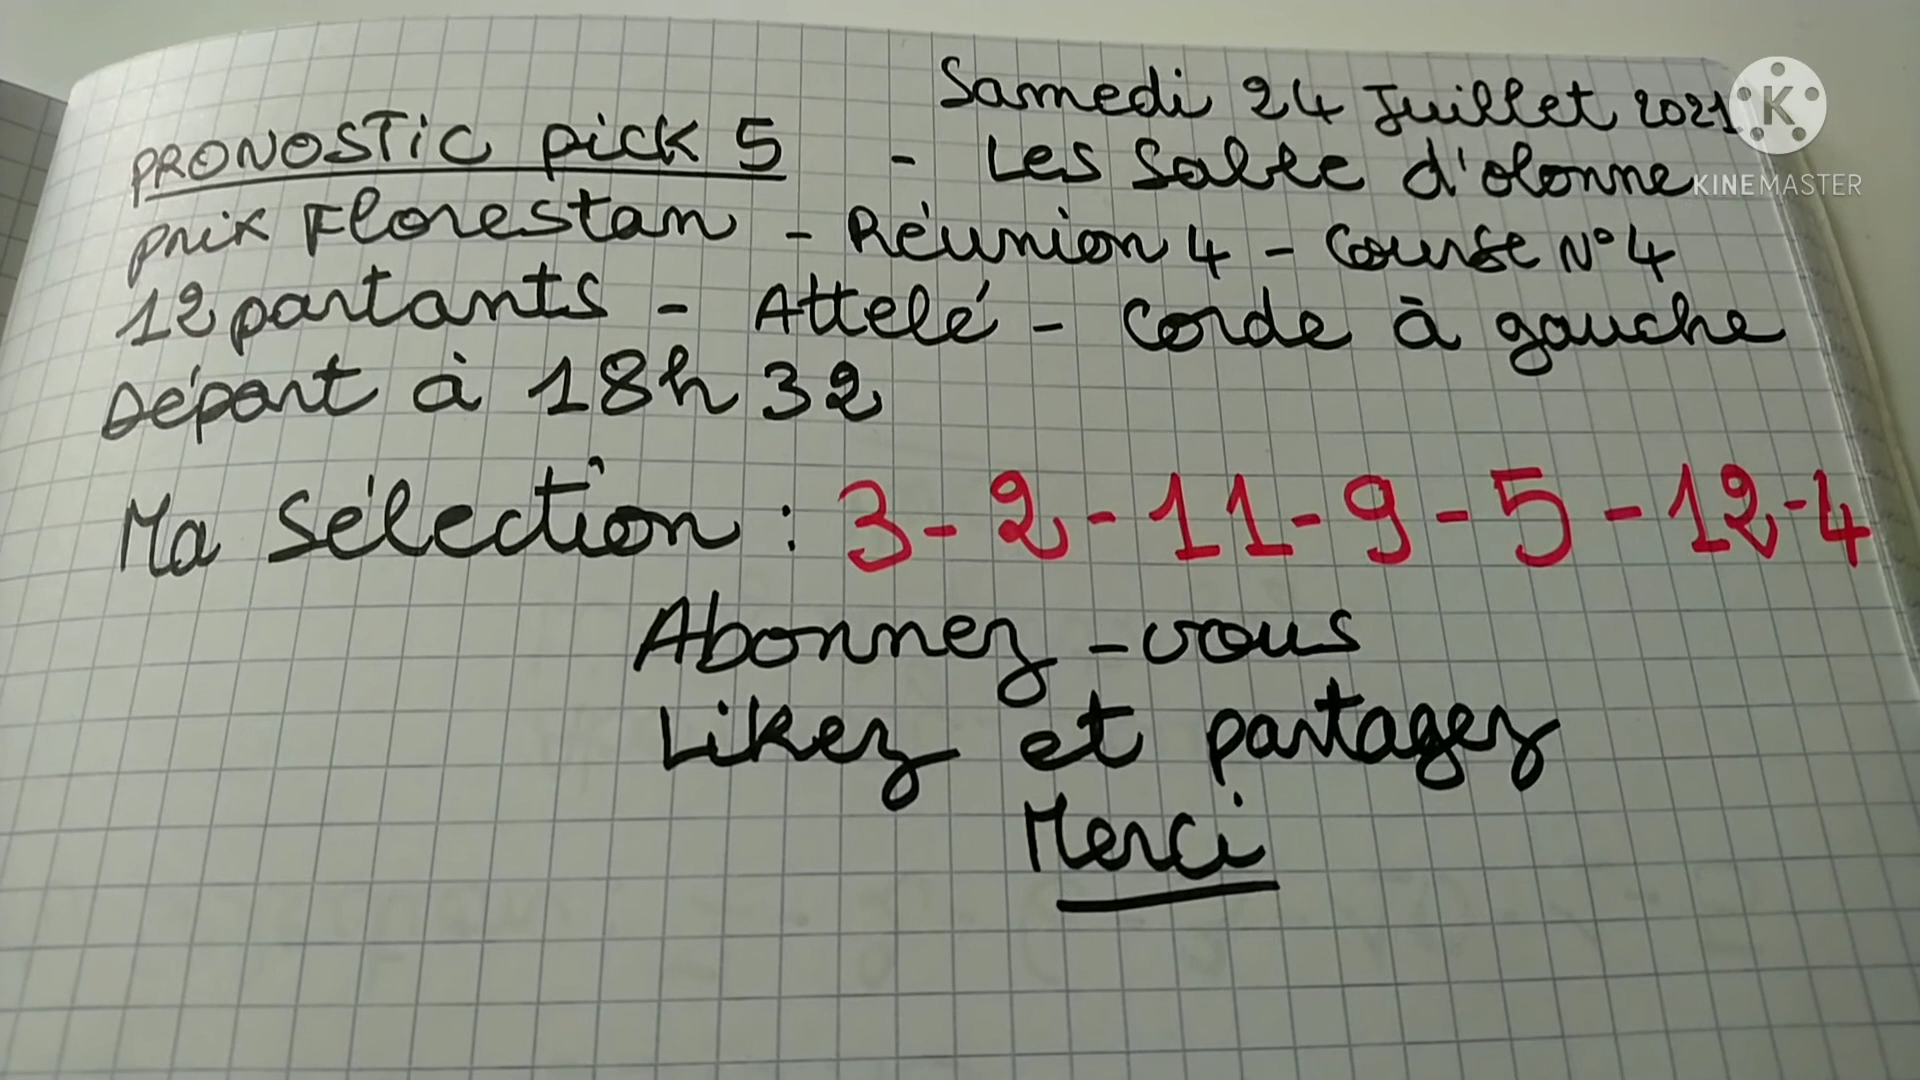 Samedi 24 Juillet 2021
PRONOSTIC pick 5 - Les Sable d'olonne
prix Florestan - Réunion 4 - Course N°4
12 partants - Attelé - Corde à gauche
Départ à 18h32
Ma Sélection : 3-2-11-9-5-12-4
Abonnez-vous
Likez et partagez
Merci
K
KINEMASTER